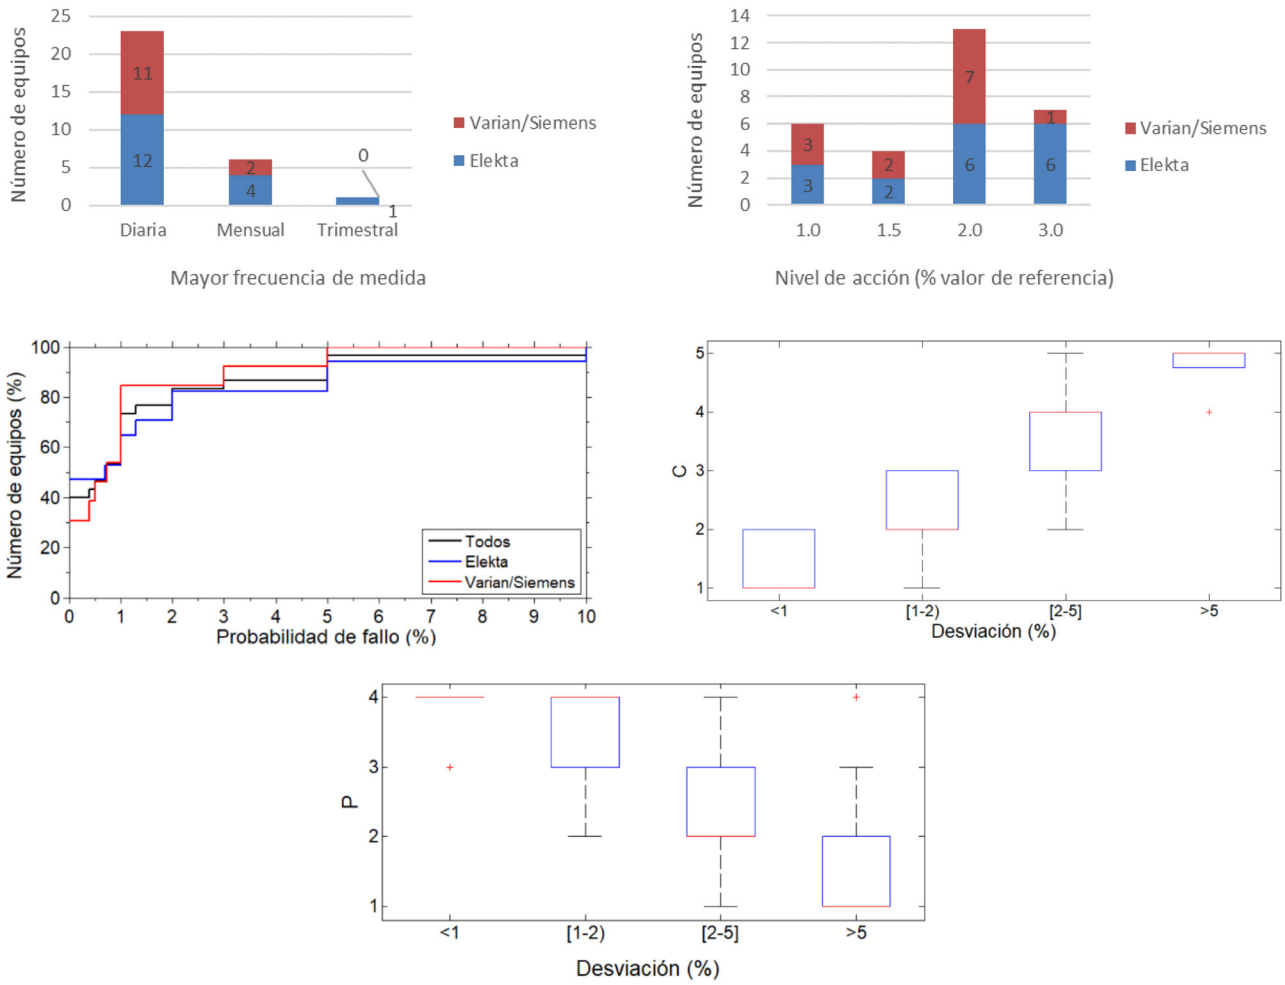 Número de equipos
25
20
15
10
5
0
11
12
2
4
0
1
Diaria
Mensual
Trimestral
Mayor frecuencia de medida
Varian/Siemens
Elekta
Número de equipos
14
12
10
8
6
4
2
0
3
3
2
2
7
6
1
6
1.0
1.5
2.0
3.0
Nivel de acción (% valor de referencia)
Varian/Siemens
Elekta
Número de equipos (%)
100
80
60
40
20
0
0 1 2 3 4 5 6 7 8 9 10
Probabilidad de fallo (%)
Todos
Elekta
Varian/Siemens
C
5
4
3
2
1
<1
[1-2)
[2-5]
>5
Desviación (%)
P
4
3
2
1
<1
[1-2)
[2-5]
>5
Desviación (%)